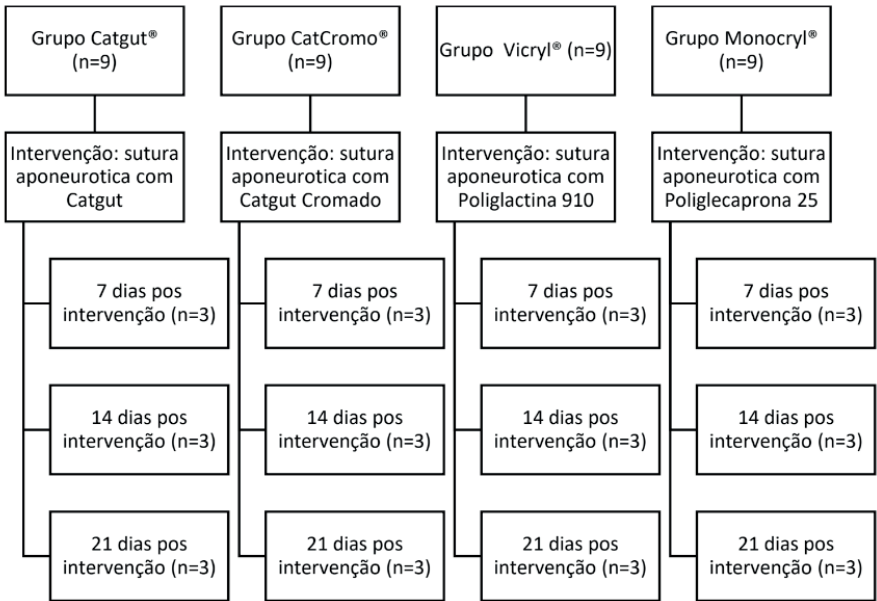 Grupo Catgut®
(n=9)
Intervenção: sutura
aponeurotica com
Catgut
7 dias pos
intervenção (n=3)
14 dias pos
intervenção (n=3)
21 dias pos
intervenção (n=3)
Grupo CatCromo®
(n=9)
Intervenção: sutura
aponeurotica com
Catgut Cromado
7 dias pos
intervenção (n=3)
14 dias pos
intervenção (n=3)
21 dias pos
intervenção (n=3)
Grupo Vicryl® (n=9)
Intervenção: sutura
aponeurotica com
Poliglactina 910
7 dias pos
intervenção (n=3)
14 dias pos
intervenção (n=3)
21 dias pos
intervenção (n=3)
Grupo Monocryl®
(n=9)
Intervenção: sutura
aponeurotica com
Poliglecaprona 25
7 dias pos
intervenção (n=3)
14 dias pos
intervenção (n=3)
21 dias pos
intervenção (n=3)